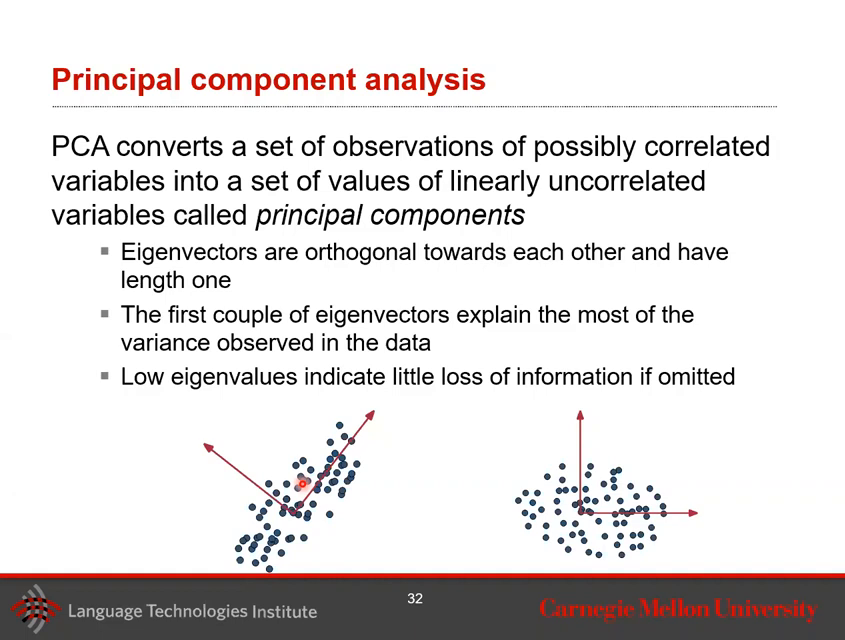 Principal component analysis
PCA converts a set of observations of possibly correlated
variables into a set of values of linearly uncorrelated
variables called principal components
Eigenvectors are orthogonal towards each other and have
length one
The first couple of eigenvectors explain the most of the
variance observed in the data
Low eigenvalues indicate little loss of information if omitted
Language Technologies Institute
32
Carnegie Mellon University